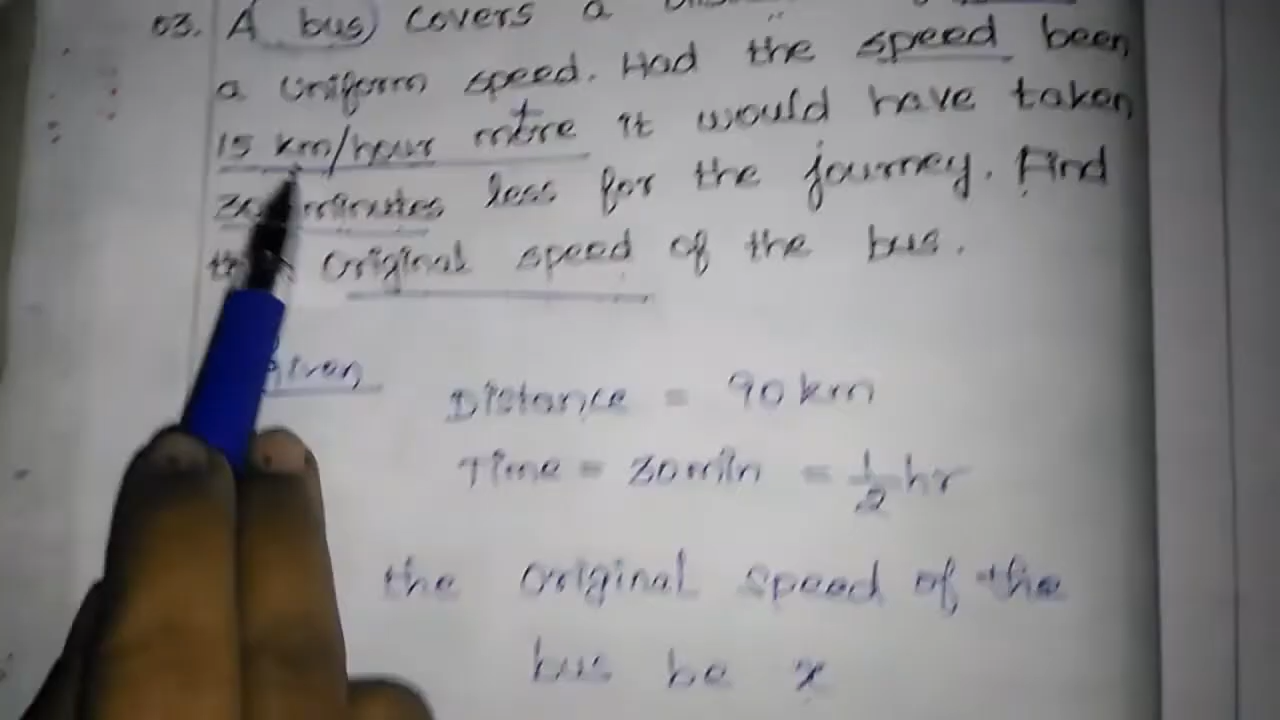 03. A bus covers a
a uniform speed. Had the speed been
15 km/hour more it would have taken
30 minutes less for the journey. Find
original speed of the bus.
given
Distance = 90 km
Time = 30 min = 1/2 hr
the original speed of the
bus be x